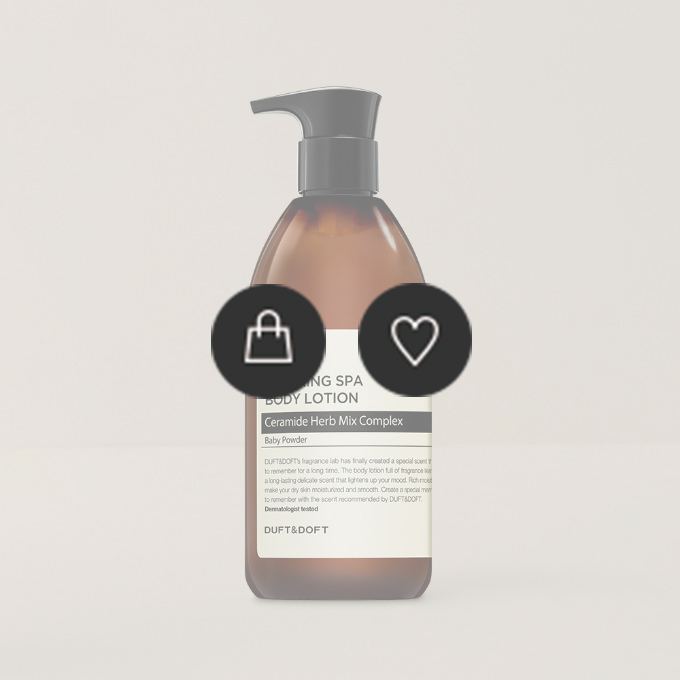 ING SPA
BODY LOTION
Ceramide Herb Mix Complex
Baby Powder
DUFT&DOFT's fragrance lab has finally created a special scent
to remember for a long time. The body lotion full of fragrance
a long-lasting delicate scent that lightens up your mood. Rich
make your dry skin moisturized and smooth. Create a special
to remember with the scent recommended by DUFT&DOFT.
Dermatologist tested
DUFT&DOFT